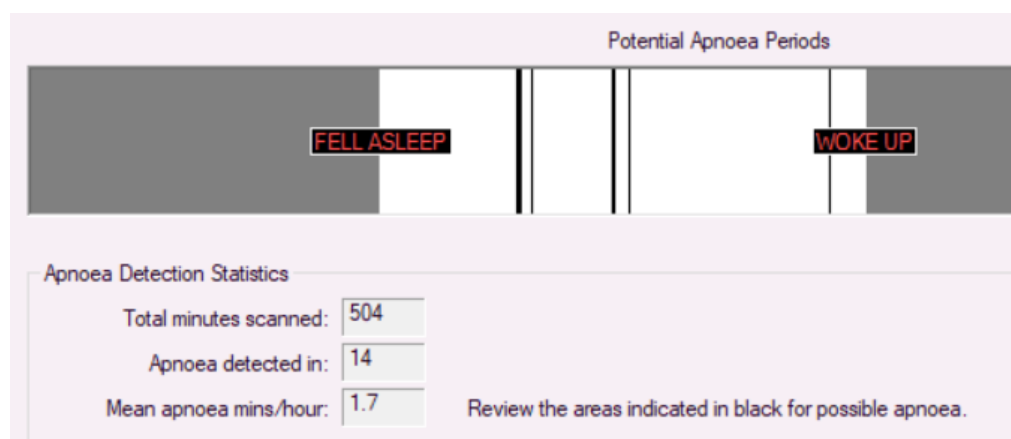 Potential Apnoea Periods
FELL ASLEEP WOKE UP
Apnoea Detection Statistics
Total minutes scanned: 504
Apnoea detected in: 14
Mean apnoea mins/hour: 1.7 Review the areas indicated in black for possible apnoea.